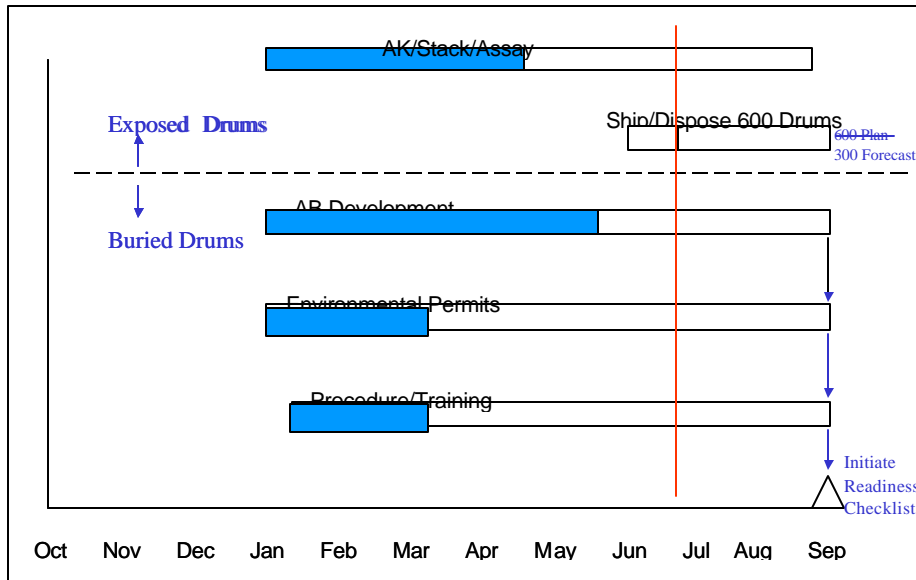 AK/Stack/Assay
Exposed Drums
Ship/Dispose 600 Drums
600 Plan
300 Forecast
AB Development
Buried Drums
Environmental Permits
Procedure/Training
Initiate
Readiness
Checklist
Oct Nov Dec Jan Feb Mar Apr May Jun Jul Aug Sep